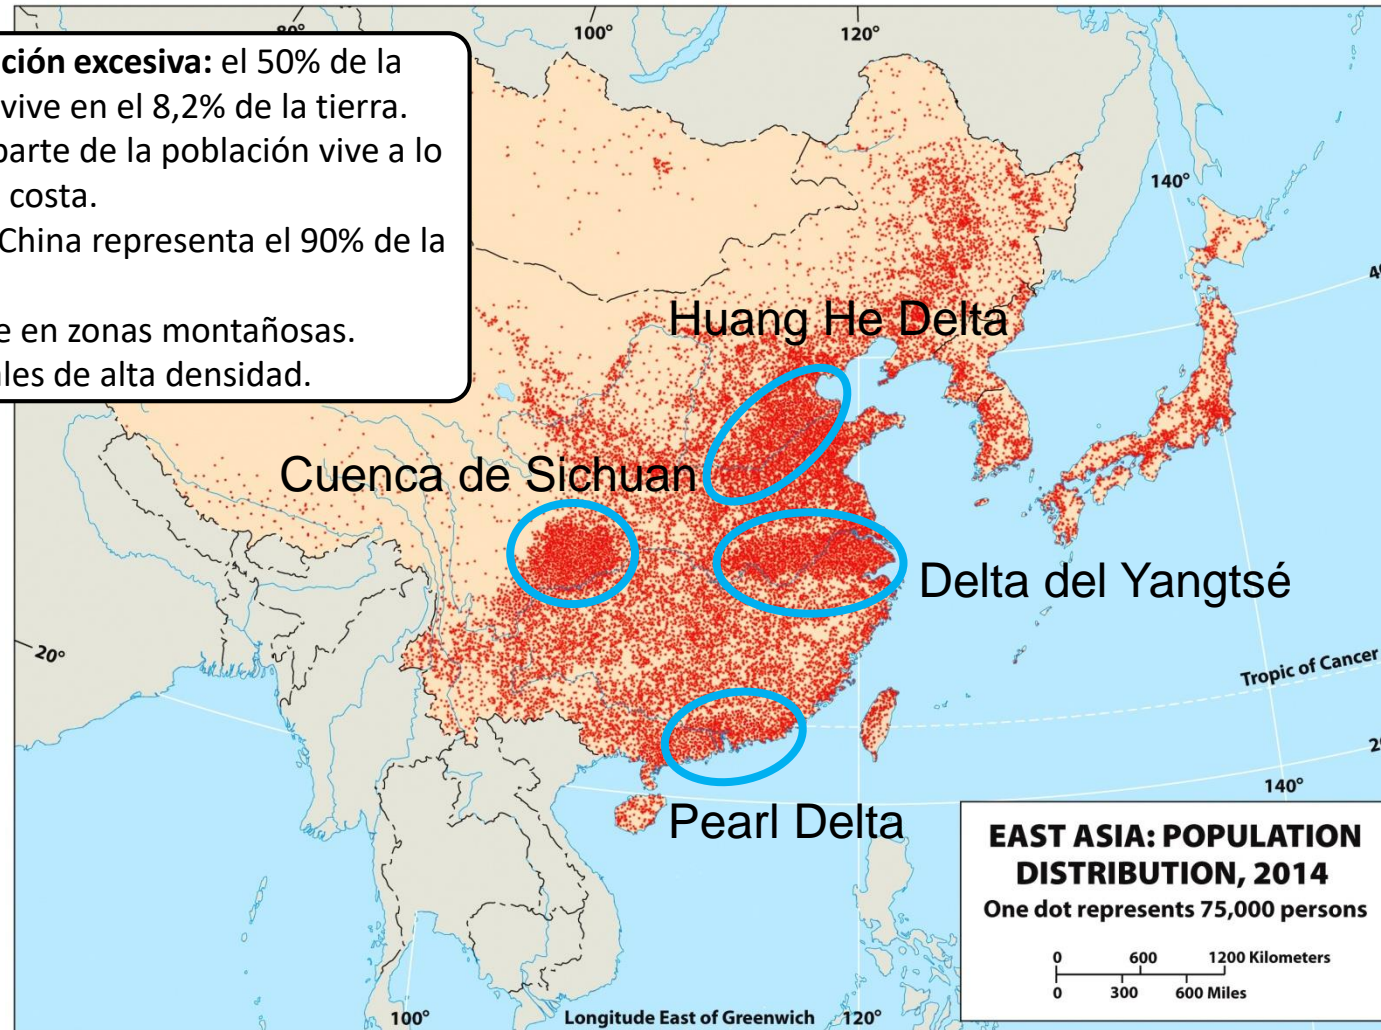 80°
100°
120°
ción excesiva: el 50% de la
vive en el 8,2% de la tierra.
parte de la población vive a lo
costa.
China representa el 90% de la
e en zonas montañosas.
ales de alta densidad.
140°
Huang He Delta
Cuenca de Sichuan
Delta del Yangtsé
20°
Tropic of Cancer
140°
Pearl Delta
EAST ASIA: POPULATION
DISTRIBUTION, 2014
One dot represents 75,000 persons
0 600 1200 Kilometers
0 300 600 Miles
100°
Longitude East of Greenwich
120°